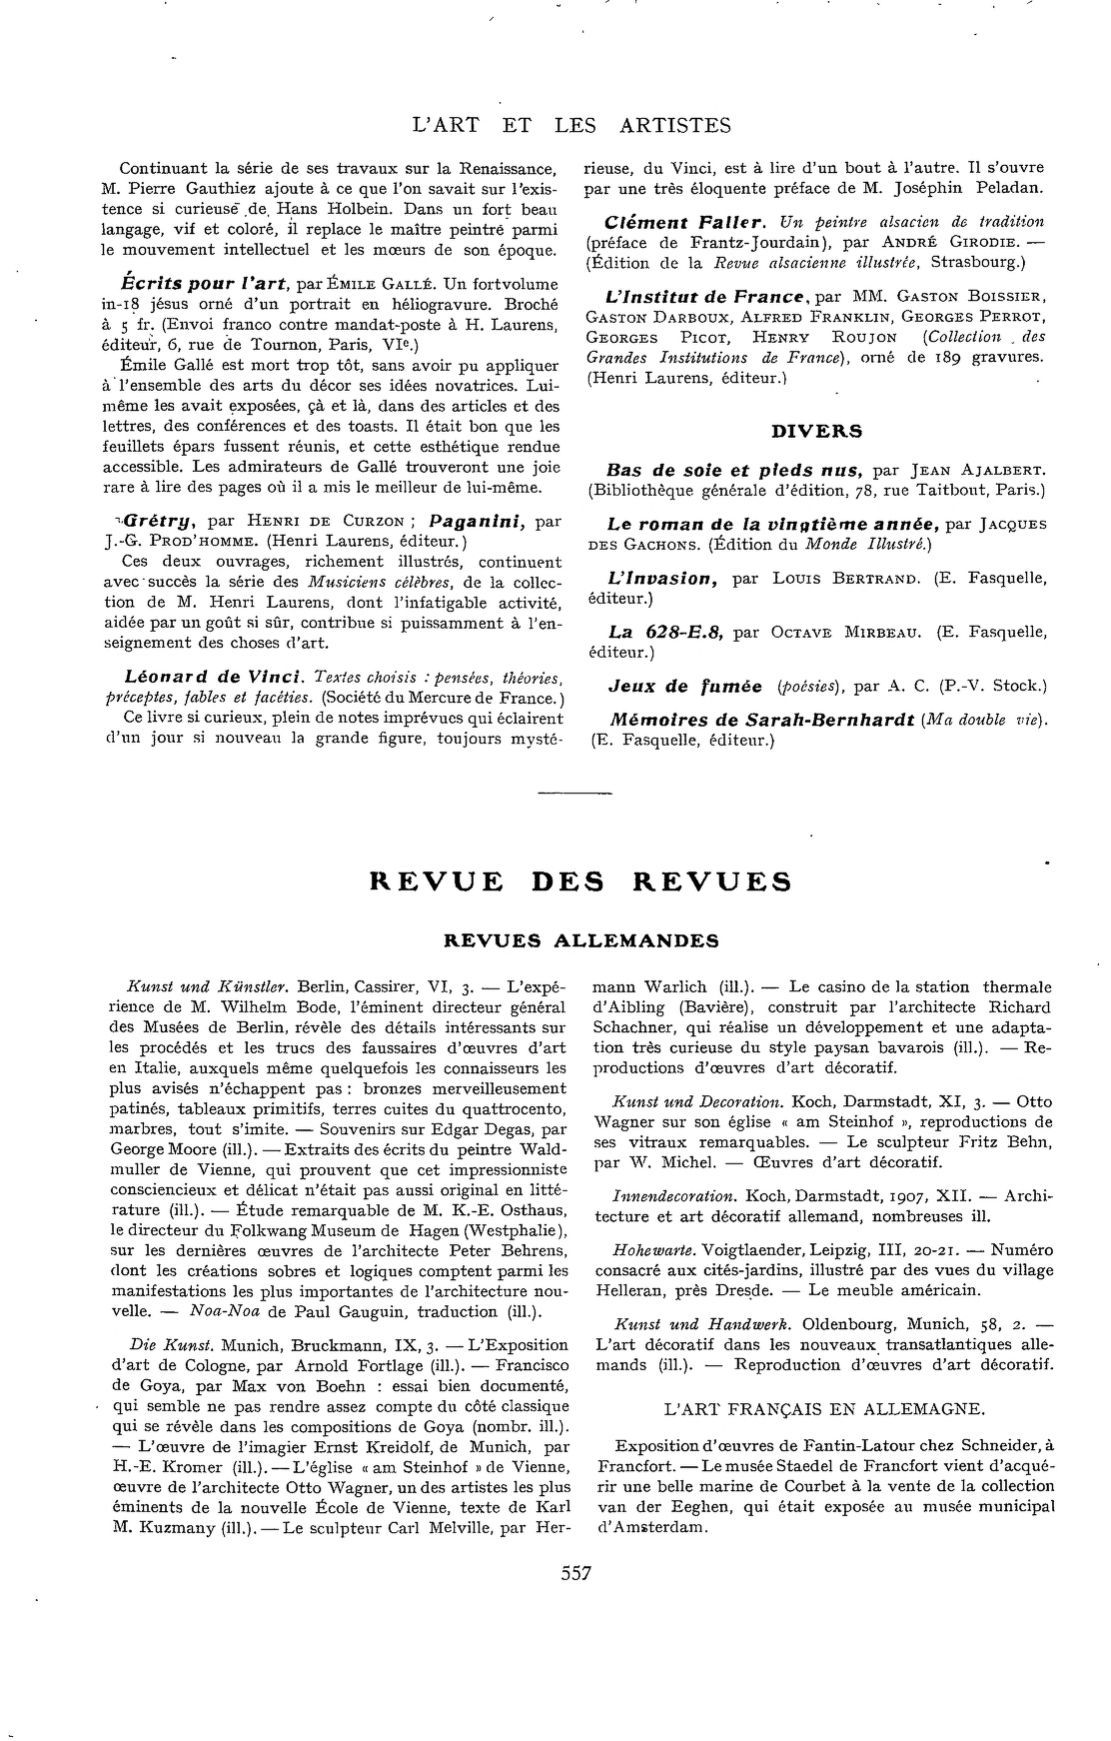 L'ART ET LES ARTISTES
Continuant la série de ses travaux sur la Renaissance,
M. Pierre Gauthiez ajoute à ce que l'on savait sur l'exis-
tence si curieuse de Hans Holbein. Dans un fort beau
langage, vif et coloré, il replace le maître peintre parmi
le mouvement intellectuel et les mœurs de son époque.
Écrits pour l'art, par ÉMILE GALLÉ. Un fort volume
in-18 jésus orné d'un portrait en héliogravure. Broché
à 5 fr. (Envoi franco contre mandat-poste à H. Laurens,
éditeur, 6, rue de Tournon, Paris, VIe.)
Émile Gallé est mort trop tôt, sans avoir pu appliquer
à l'ensemble des arts du décor ses idées novatrices. Lui-
même les avait exposées, çà et là, dans des articles et des
lettres, des conférences et des toasts. Il était bon que les
feuillets épars fussent réunis, et cette esthétique rendue
accessible. Les admirateurs de Gallé trouveront une joie
rare à lire des pages où il a mis le meilleur de lui-même.
Grétry, par HENRI DE CURZON ; Paganini, par
J.-G. PROD'HOMME. (Henri Laurens, éditeur.)
Ces deux ouvrages, richement illustrés, continuent
avec succès la série des Musiciens célèbres, de la collec-
tion de M. Henri Laurens, dont l'infatigable activité,
aidée par un goût si sûr, contribue si puissamment à l'en-
seignement des choses d'art.
Léonard de Vinci. Textes choisis : pensées, théories,
préceptes, fables et facéties. (Société du Mercure de France.)
Ce livre si curieux, plein de notes imprévues qui éclairent
d'un jour si nouveau la grande figure, toujours mysté-
rieuse, du Vinci, est à lire d'un bout à l'autre. Il s'ouvre
par une très éloquente préface de M. Joséphin Peladan.
Clément Faller. Un peintre alsacien de tradition
(préface de Frantz-Jourdain), par ANDRÉ GIRODIE. —
(Édition de la Revue alsacienne illustrée, Strasbourg.)
L'Institut de France, par MM. GASTON BOISSIER,
GASTON DARBOUX, ALFRED FRANKLIN, GEORGES PERROT,
GEORGES PICOT, HENRY ROUJON (Collection des
Grandes Institutions de France), orné de 189 gravures.
(Henri Laurens, éditeur.)
DIVERS
Bas de soie et pieds nus, par JEAN AJALBERT.
(Bibliothèque générale d'édition, 78, rue Taitbout, Paris.)
Le roman de la vingtième année, par JACQUES
DES GACHONS. (Édition du Monde Illustré.)
L'Invasion, par LOUIS BERTRAND. (E. Fasquelle,
éditeur.)
La 628-E.8, par OCTAVE MIRBEAU. (E. Fasquelle,
éditeur.)
Jeux de fumée (poésies), par A. C. (P.-V. Stock.)
Mémoires de Sarah-Bernhardt (Ma double vie).
(E. Fasquelle, éditeur.)
REVUE DES REVUES
REVUES ALLEMANDES
Kunst und Künstler. Berlin, Cassirer, VI, 3. — L'expé-
rience de M. Wilhelm Bode, l'éminent directeur général
des Musées de Berlin, révèle des détails intéressants sur
les procédés et les trucs des faussaires d'œuvres d'art
en Italie, auxquels même quelquefois les connaisseurs les
plus avisés n'échappent pas : bronzes merveilleusement
patinés, tableaux primitifs, terres cuites du quattrocento,
marbres, tout s'imite. — Souvenirs sur Edgar Degas, par
George Moore (ill.). — Extraits des écrits du peintre Wald-
muller de Vienne, qui prouvent que cet impressionniste
consciencieux et délicat n'était pas aussi original en litté-
rature (ill.). — Étude remarquable de M. K.-E. Osthaus,
le directeur du Folkwang Museum de Hagen (Westphalie),
sur les dernières œuvres de l'architecte Peter Behrens,
dont les créations sobres et logiques comptent parmi les
manifestations les plus importantes de l'architecture nou-
velle. — Noa-Noa de Paul Gauguin, traduction (ill.).
Die Kunst. Munich, Bruckmann, IX, 3. — L'Exposition
d'art de Cologne, par Arnold Fortlage (ill.). — Francisco
de Goya, par Max von Boehn : essai bien documenté,
qui semble ne pas rendre assez compte du côté classique
qui se révèle dans les compositions de Goya (nombr. ill.).
— L'œuvre de l'imagier Ernst Kreidolf, de Munich, par
H.-E. Kromer (ill.). — L'église « am Steinhof » de Vienne,
œuvre de l'architecte Otto Wagner, un des artistes les plus
éminents de la nouvelle École de Vienne, texte de Karl
M. Kuzmany (ill.). — Le sculpteur Carl Melville, par Her-
mann Warlich (ill.). — Le casino de la station thermale
d'Aibling (Bavière), construit par l'architecte Richard
Schachner, qui réalise un développement et une adapta-
tion très curieuse du style paysan bavarois (ill.). — Re-
productions d'œuvres d'art décoratif.
Kunst und Decoration. Koch, Darmstadt, XI, 3. — Otto
Wagner sur son église « am Steinhof », reproductions de
ses vitraux remarquables. — Le sculpteur Fritz Behn,
par W. Michel. — Œuvres d'art décoratif.
Innendecoration. Koch, Darmstadt, 1907, XII. — Archi-
tecture et art décoratif allemand, nombreuses ill.
Hohewarte. Voigtlaender, Leipzig, III, 20-21. — Numéro
consacré aux cités-jardins, illustré par des vues du village
Helleran, près Dresde. — Le meuble américain.
Kunst und Handwerk. Oldenbourg, Munich, 58, 2. —
L'art décoratif dans les nouveaux transatlantiques alle-
mands (ill.). — Reproduction d'œuvres d'art décoratif.
L'ART FRANÇAIS EN ALLEMAGNE.
Exposition d'œuvres de Fantin-Latour chez Schneider, à
Francfort. — Le musée Staedel de Francfort vient d'acqué-
rir une belle marine de Courbet à la vente de la collection
van der Eeghen, qui était exposée au musée municipal
d'Amsterdam.
557